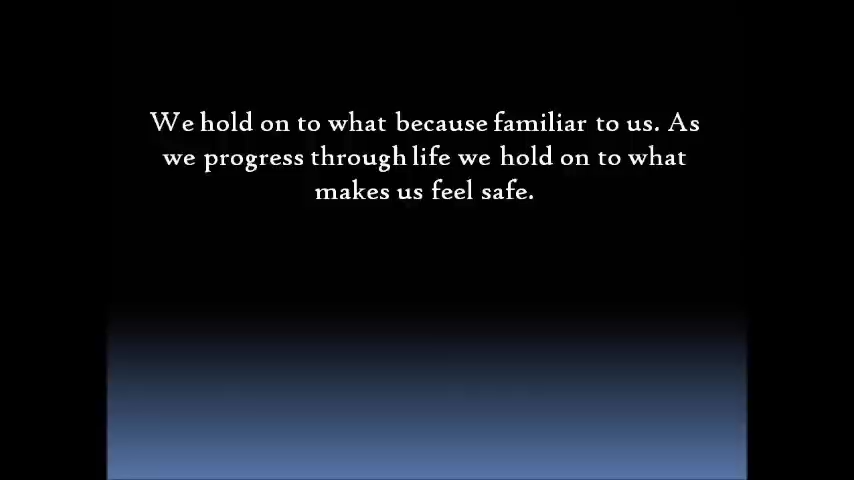 We hold on to what because familiar to us. As
we progress through life we hold on to what
makes us feel safe.